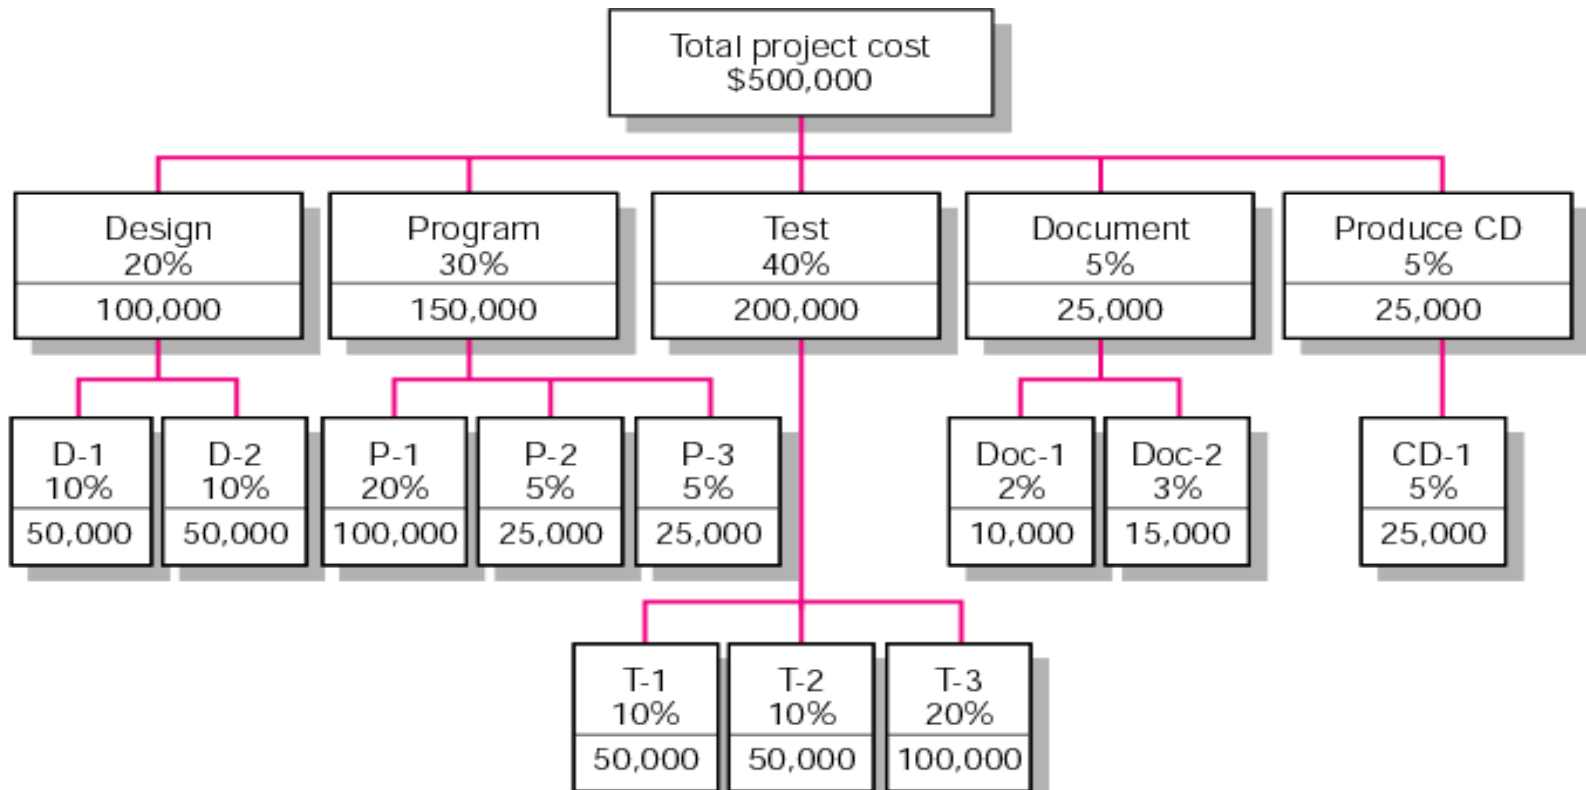 Total project cost
$500,000
Design
20%
100,000
Program
30%
150,000
Test
40%
200,000
Document
5%
25,000
Produce CD
5%
25,000
D-1
10%
50,000
D-2
10%
50,000
P-1
20%
100,000
P-2
5%
25,000
P-3
5%
25,000
Doc-1
2%
10,000
Doc-2
3%
15,000
CD-1
5%
25,000
T-1
10%
50,000
T-2
10%
50,000
T-3
20%
100,000